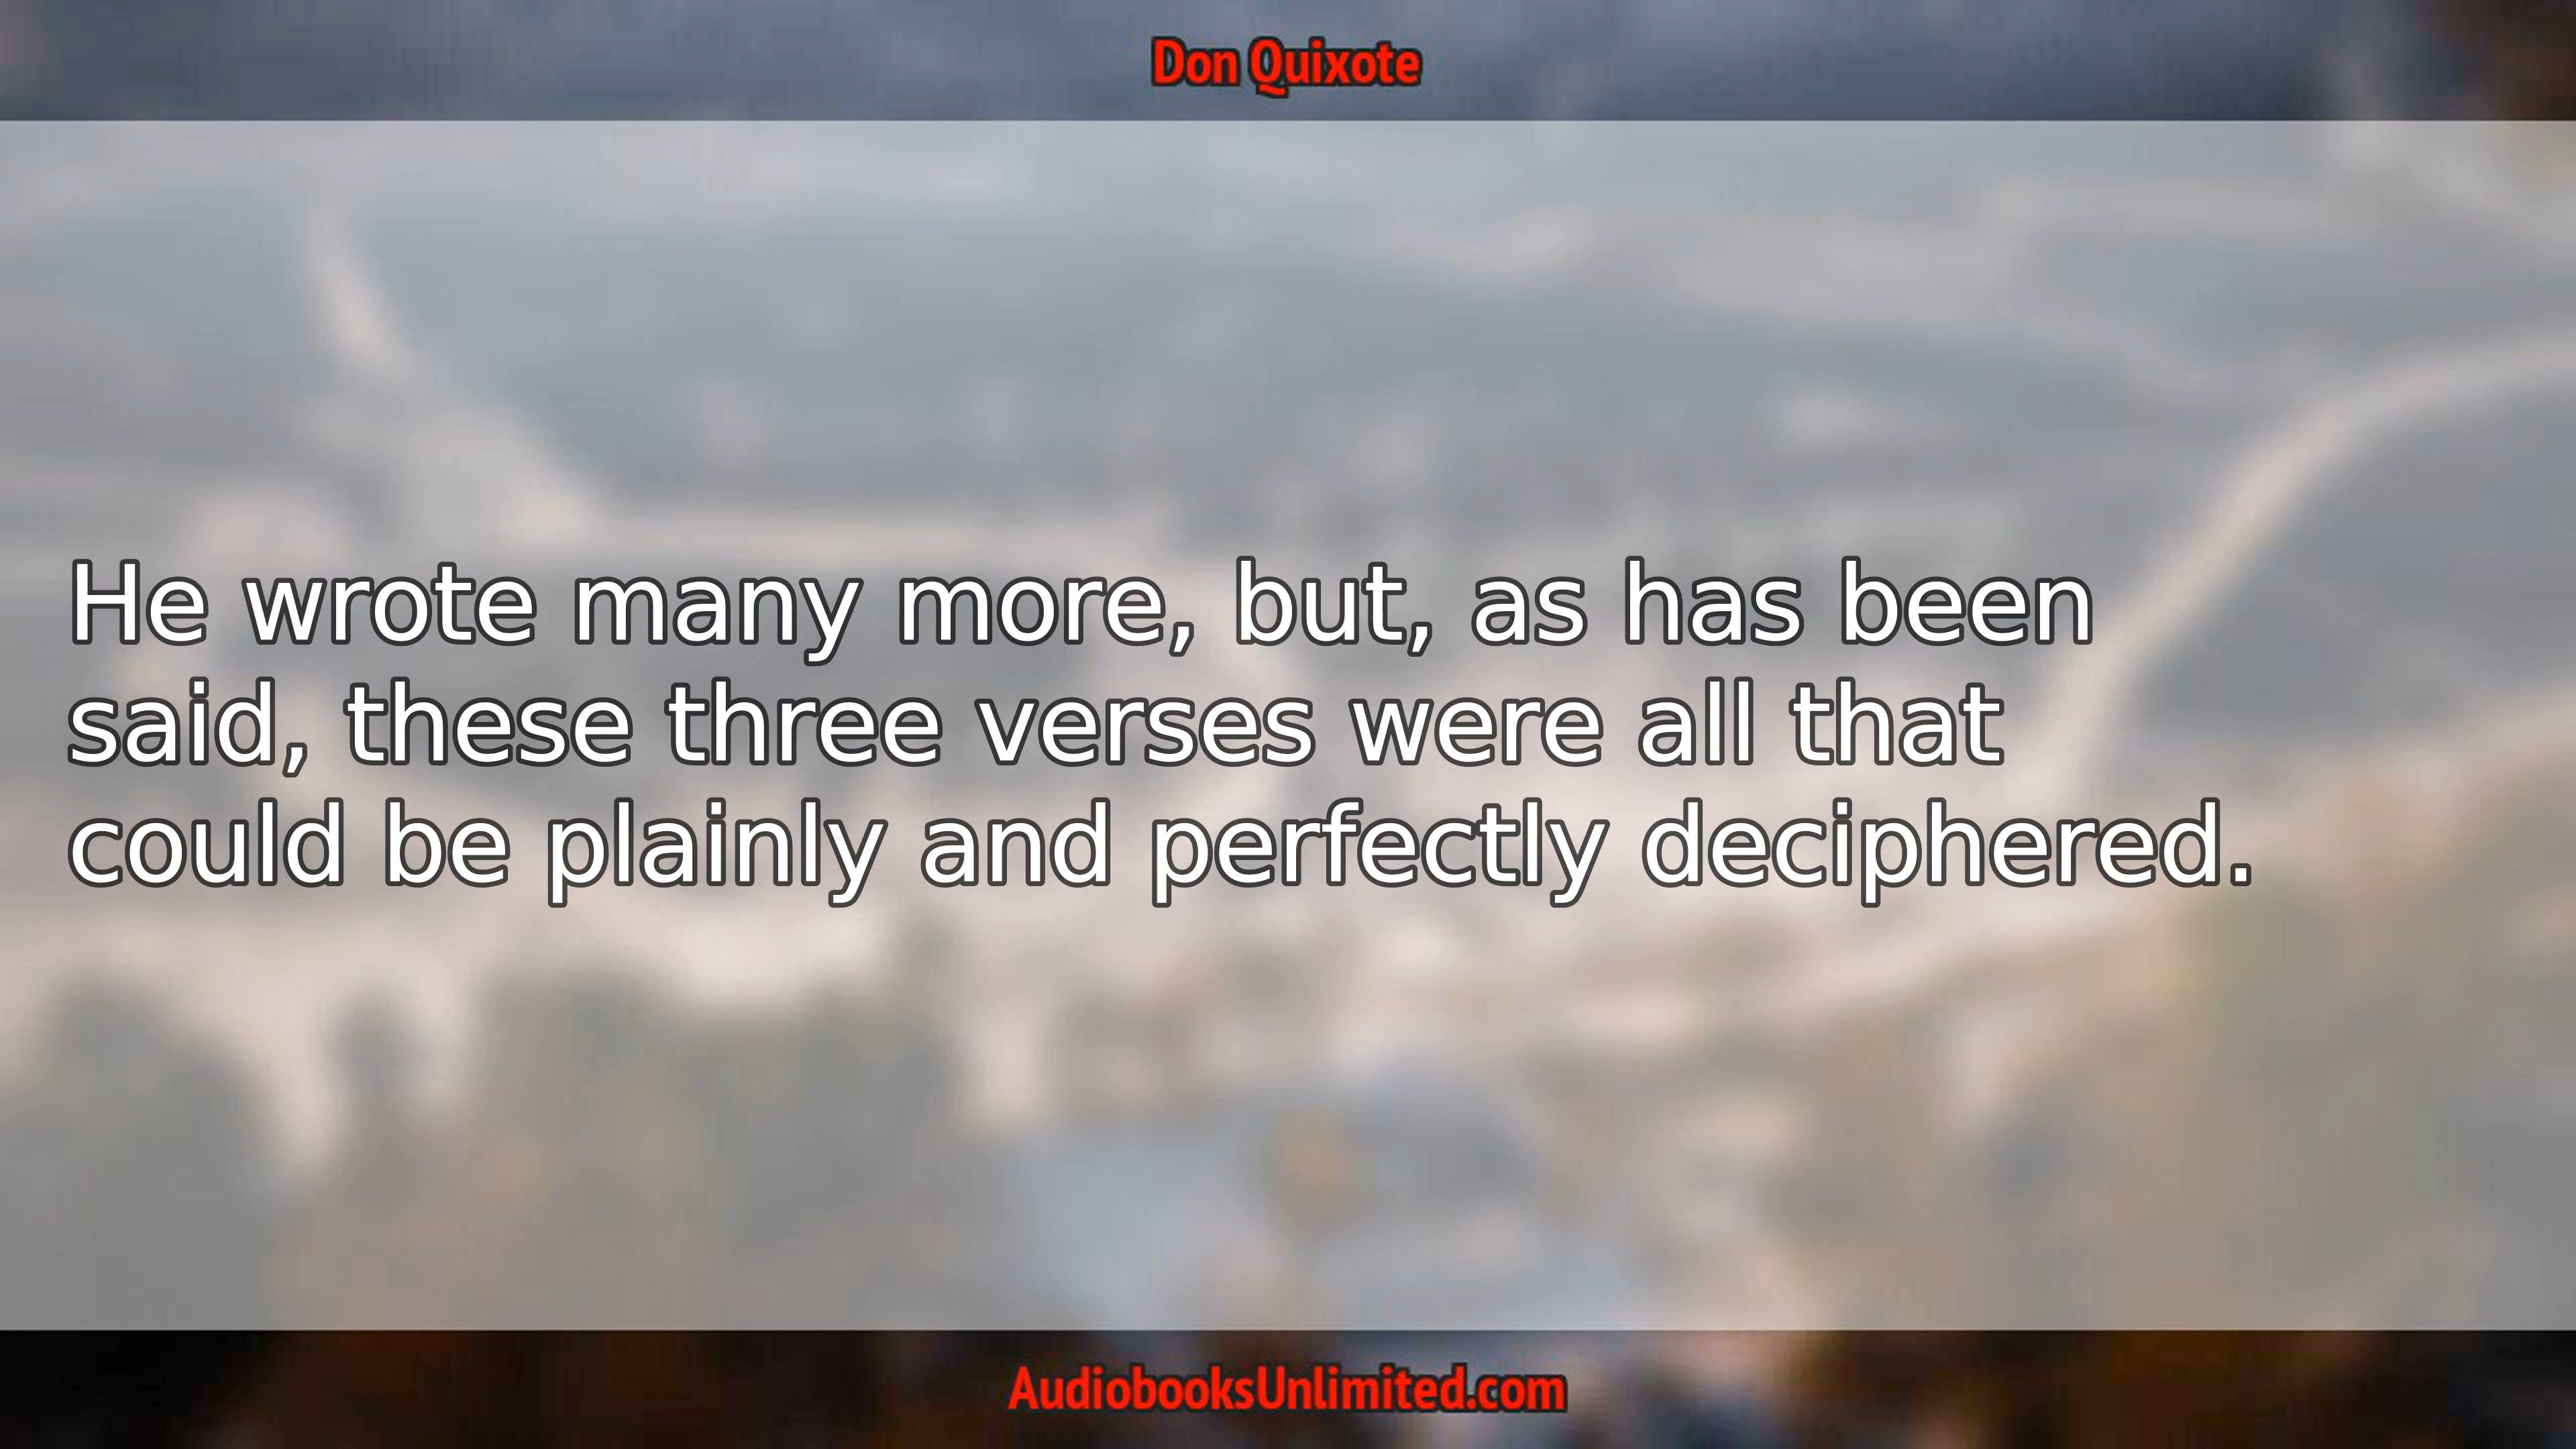 Don Quixote
He wrote many more, but, as has been
said, these three verses were all that
could be plainly and perfectly deciphered.
AudiobooksUnlimited.com